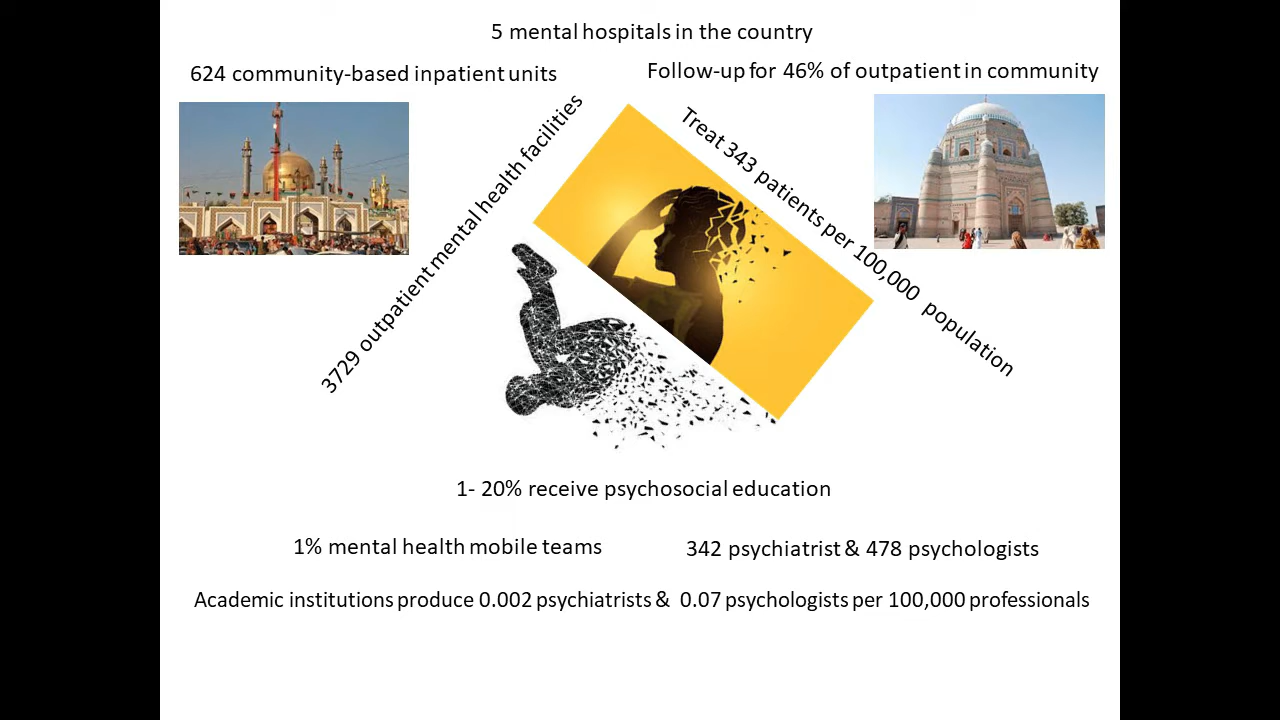 5 mental hospitals in the country
624 community-based inpatient units
Follow-up for 46% of outpatient in community
3729 outpatient mental health facilities
Treat 343 patients per 100,000 population
1- 20% receive psychosocial education
1% mental health mobile teams
342 psychiatrist & 478 psychologists
Academic institutions produce 0.002 psychiatrists & 0.07 psychologists per 100,000 professionals